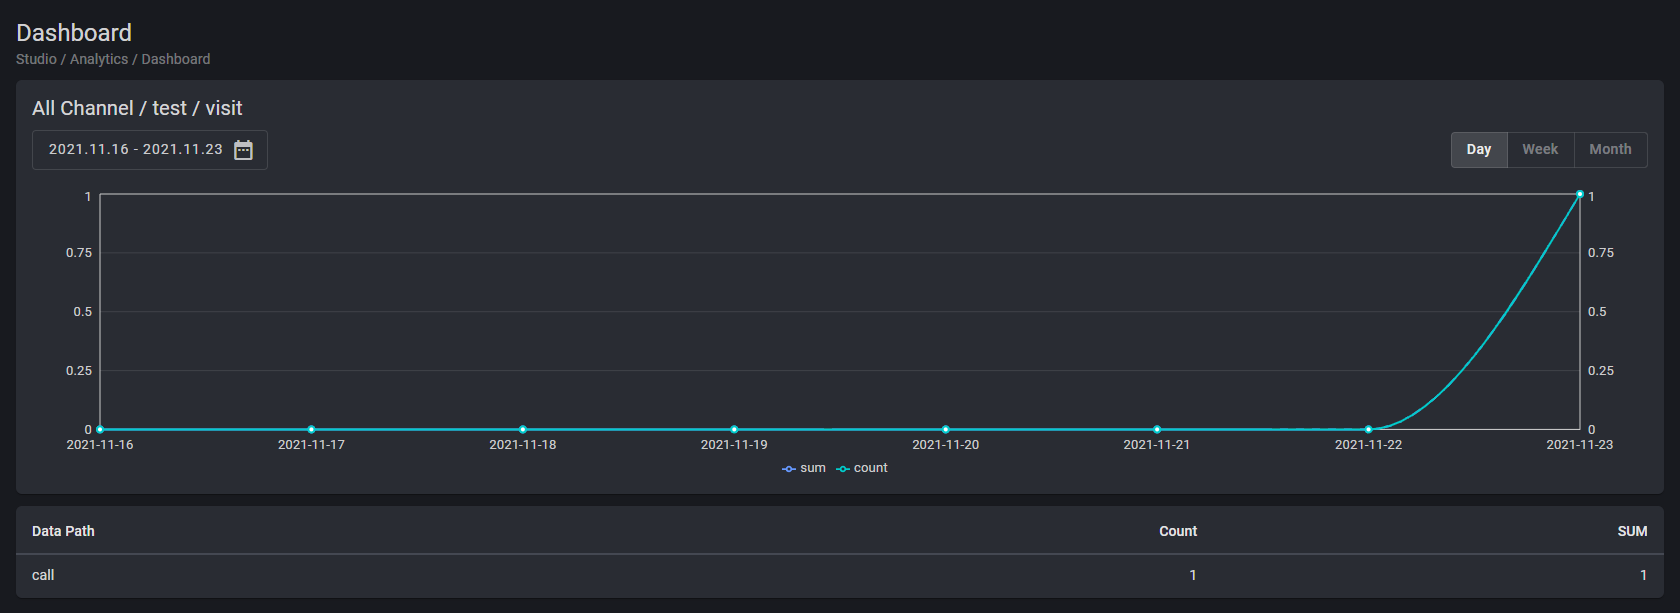 Dashboard
Studio / Analytics / Dashboard
All Channel / test / visit
2021.11.16 - 2021.11.23
Day Week Month
1 1
0.75 0.75
0.5 0.5
0.25 0.25
0 0
2021-11-16 2021-11-17 2021-11-18 2021-11-19 2021-11-20 2021-11-21 2021-11-22 2021-11-23
sum count
Data Path Count SUM
call 1 1